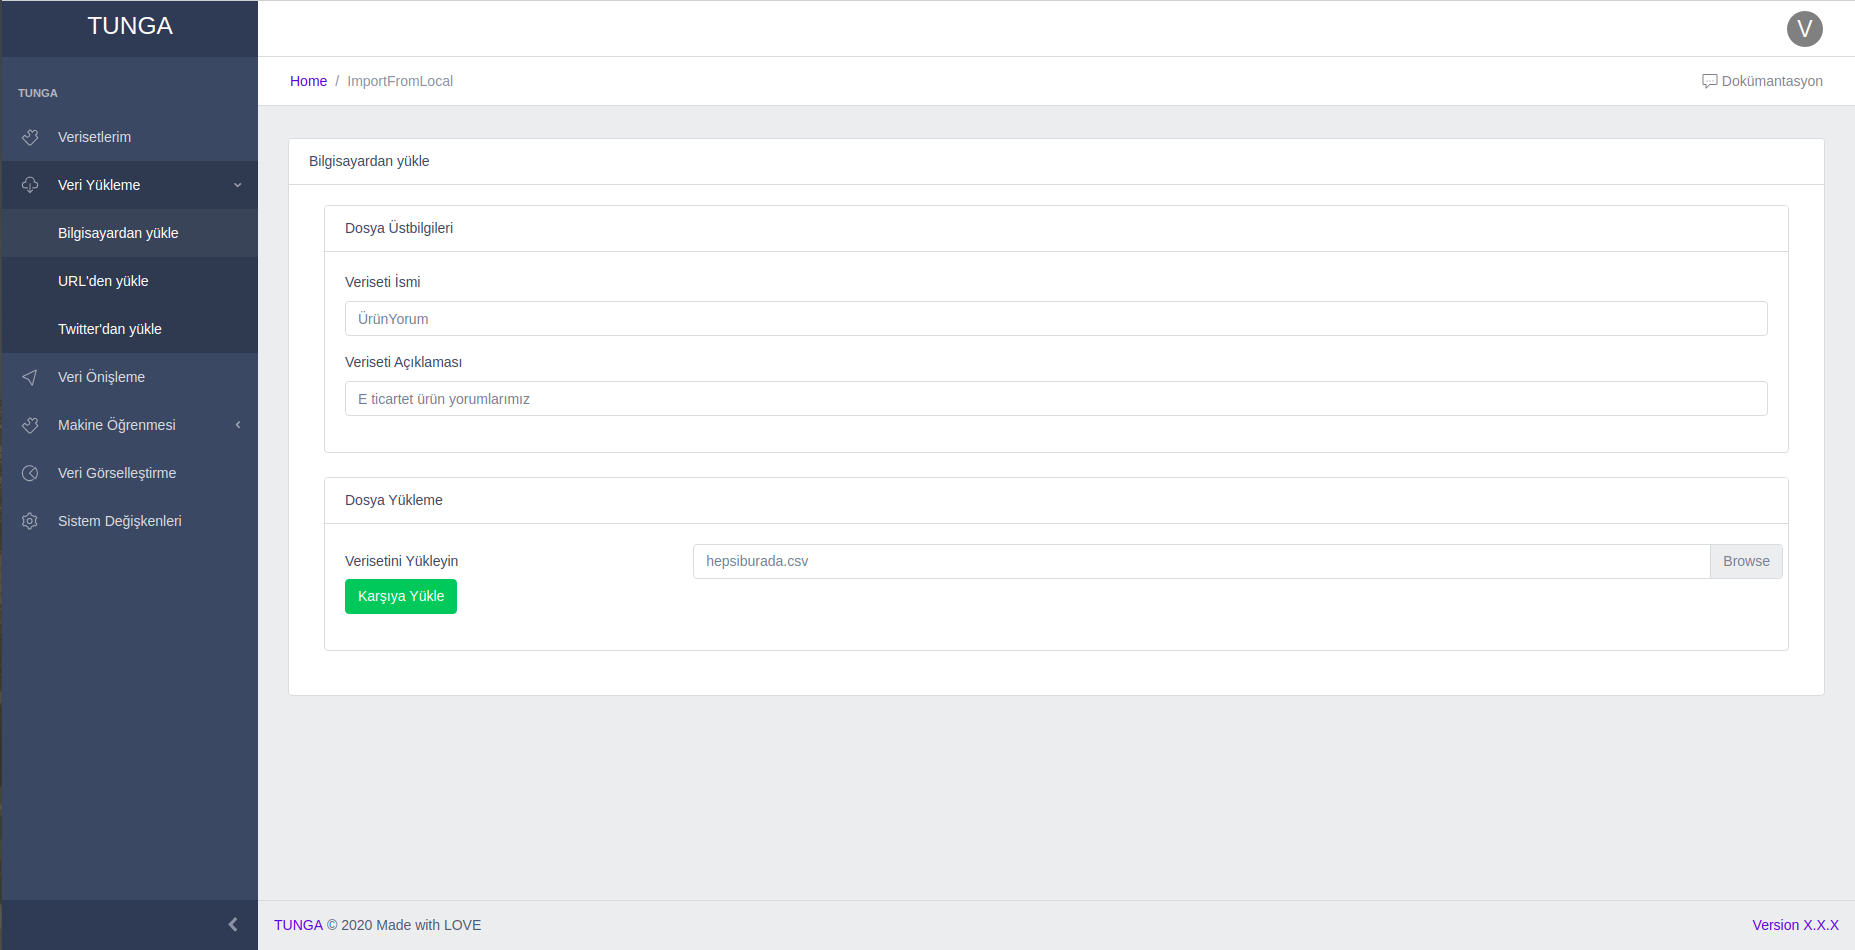 TUNGA
V
Home / ImportFromLocal
Dokümantasyon
TUNGA
Verisetlerim
Veri Yükleme
Bilgisayardan yükle
URL'den yükle
Twitter'dan yükle
Veri Önişleme
Makine Öğrenmesi
Veri Görselleştirme
Sistem Değişkenleri
Bilgisayardan yükle
Dosya Üstbilgileri
Veriseti İsmi
ÜrünYorum
Veriseti Açıklaması
E ticartet ürün yorumlarımız
Dosya Yükleme
Verisetini Yükleyin
hepsiburada.csv
Browse
Karşıya Yükle
TUNGA © 2020 Made with LOVE
Version X.X.X